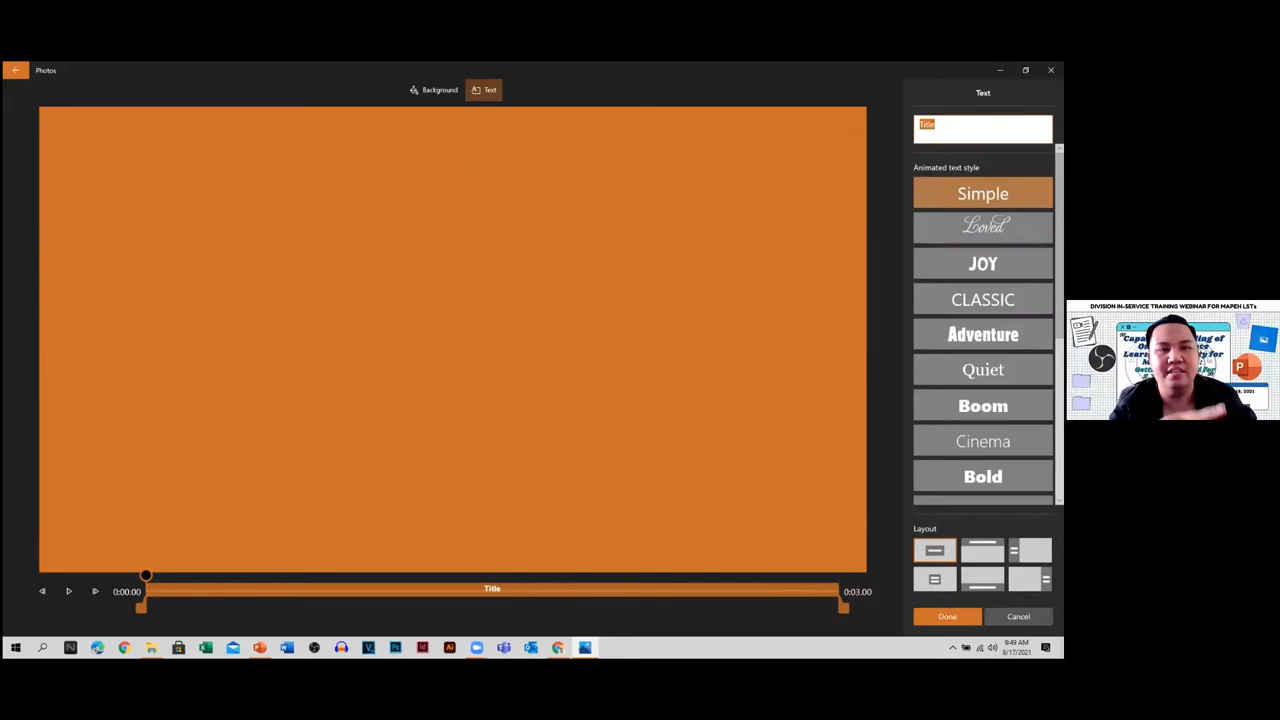 Photos
Background
Text
Text
Title
Animated text style
Simple
Loved
JOY
CLASSIC
Adventure
Quiet
Boom
Cinema
Bold
Layout
0:00.00
Title
0:03.00
Done
Cancel
9:49 AM
8/17/2021
DIVISION IN-SERVICE TRAINING WEBINAR FOR MAPEH LSTs